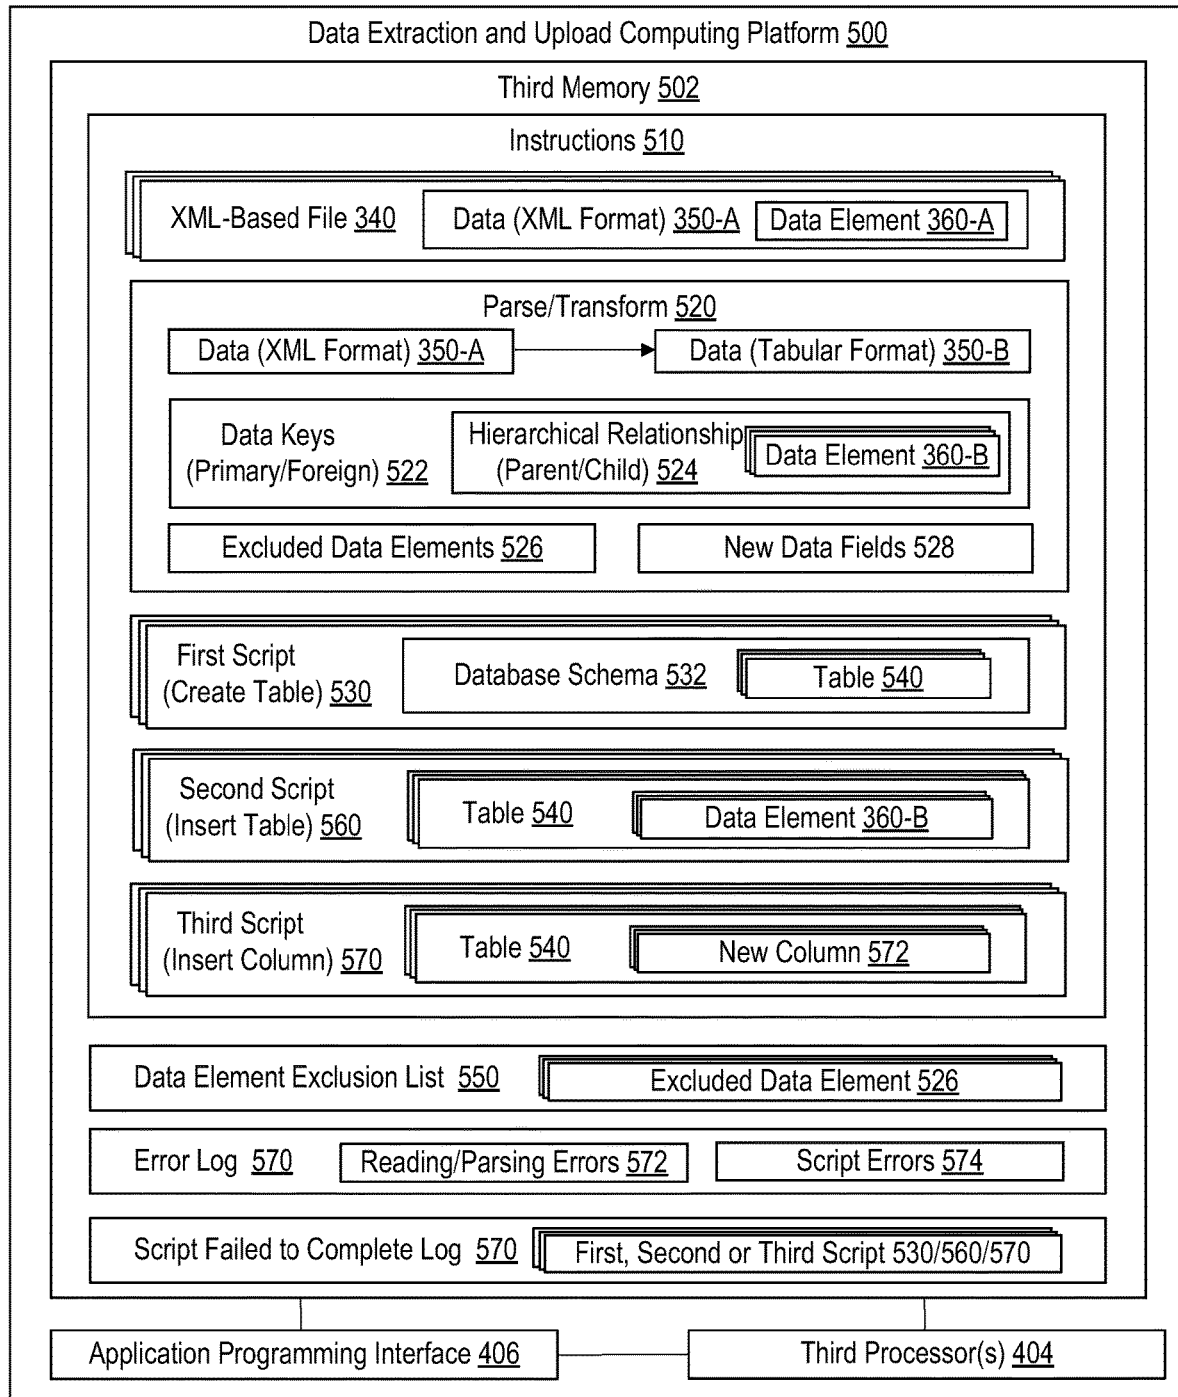 Data Extraction and Upload Computing Platform 500
Third Memory 502
Instructions 510
XML-Based File 340
Data (XML Format) 350-A
Data Element 360-A
Parse/Transform 520
Data (XML Format) 350-A
Data (Tabular Format) 350-B
Data Keys
(Primary/Foreign) 522
Hierarchical Relationship
(Parent/Child) 524
Data Element 360-B
Excluded Data Elements 526
New Data Fields 528
First Script
(Create Table) 530
Database Schema 532
Table 540
Second Script
(Insert Table) 560
Table 540
Data Element 360-B
Third Script
(Insert Column) 570
Table 540
New Column 572
Data Element Exclusion List 550
Excluded Data Element 526
Error Log 570
Reading/Parsing Errors 572
Script Errors 574
Script Failed to Complete Log 570
First, Second or Third Script 530/560/570
Application Programming Interface 406
Third Processor(s) 404